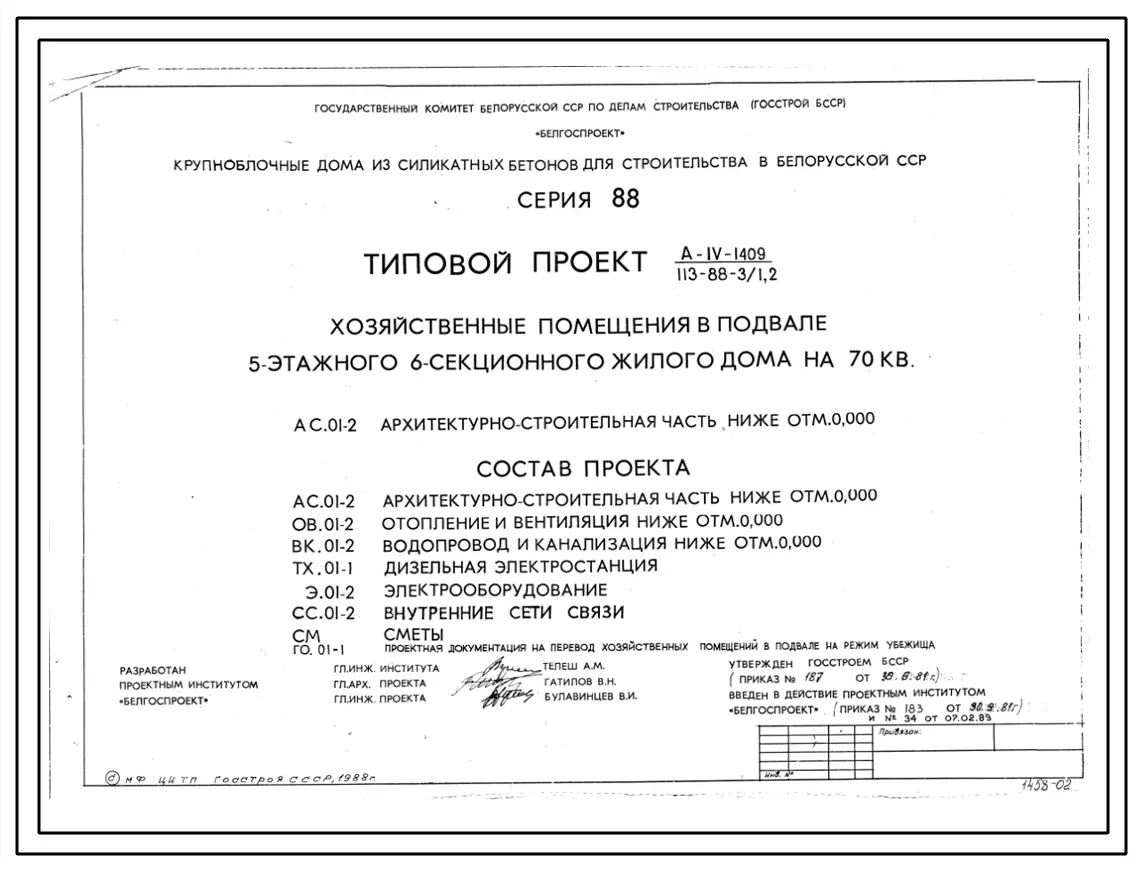 ГОСУДАРСТВЕННЫЙ КОМИТЕТ БЕЛОРУССКОЙ ССР ПО ДЕЛАМ СТРОИТЕЛЬСТВА (ГОССТРОЙ БССР)
«БЕЛГОСПРОЕКТ»
КРУПНОБЛОЧНЫЕ ДОМА ИЗ СИЛИКАТНЫХ БЕТОНОВ ДЛЯ СТРОИТЕЛЬСТВА В БЕЛОРУССКОЙ ССР
СЕРИЯ 88
ТИПОВОЙ ПРОЕКТ А-IV-1409
113-88-3/1,2
ХОЗЯЙСТВЕННЫЕ ПОМЕЩЕНИЯ В ПОДВАЛЕ
5-ЭТАЖНОГО 6-СЕКЦИОННОГО ЖИЛОГО ДОМА НА 70 КВ.
АС.01-2 АРХИТЕКТУРНО-СТРОИТЕЛЬНАЯ ЧАСТЬ НИЖЕ ОТМ.0,000
СОСТАВ ПРОЕКТА
АС.01-2 АРХИТЕКТУРНО-СТРОИТЕЛЬНАЯ ЧАСТЬ НИЖЕ ОТМ.0,000
ОВ.01-2 ОТОПЛЕНИЕ И ВЕНТИЛЯЦИЯ НИЖЕ ОТМ.0,000
ВК.01-2 ВОДОПРОВОД И КАНАЛИЗАЦИЯ НИЖЕ ОТМ.0,000
ТХ.01-1 ДИЗЕЛЬНАЯ ЭЛЕКТРОСТАНЦИЯ
Э.01-2 ЭЛЕКТРООБОРУДОВАНИЕ
СС.01-2 ВНУТРЕННИЕ СЕТИ СВЯЗИ
СМ СМЕТЫ
ГО.01-1 ПРОЕКТНАЯ ДОКУМЕНТАЦИЯ НА ПЕРЕВОД ХОЗЯЙСТВЕННЫХ ПОМЕЩЕНИЙ В ПОДВАЛЕ НА РЕЖИМ УБЕЖИЩА
РАЗРАБОТАН
ПРОЕКТНЫМ ИНСТИТУТОМ
«БЕЛГОСПРОЕКТ»
ГЛ.ИНЖ. ИНСТИТУТА ТЕЛЕШ А.М.
ГЛ.АРХ. ПРОЕКТА ГАТИЛОВ В.Н.
ГЛ.ИНЖ. ПРОЕКТА БУЛАВИНЦЕВ В.И.
УТВЕРЖДЕН ГОССТРОЕМ БССР
(ПРИКАЗ № 187 ОТ
ВВЕДЕН В ДЕЙСТВИЕ ПРОЕКТНЫМ ИНСТИТУТОМ
«БЕЛГОСПРОЕКТ» (ПРИКАЗ № 183 ОТ 30.9.81г)
И № 34 ОТ 07.02.83
Привязан:
Инв. №
© МФ ЦИТП Госстроя СССР, 1988г.
1458-02